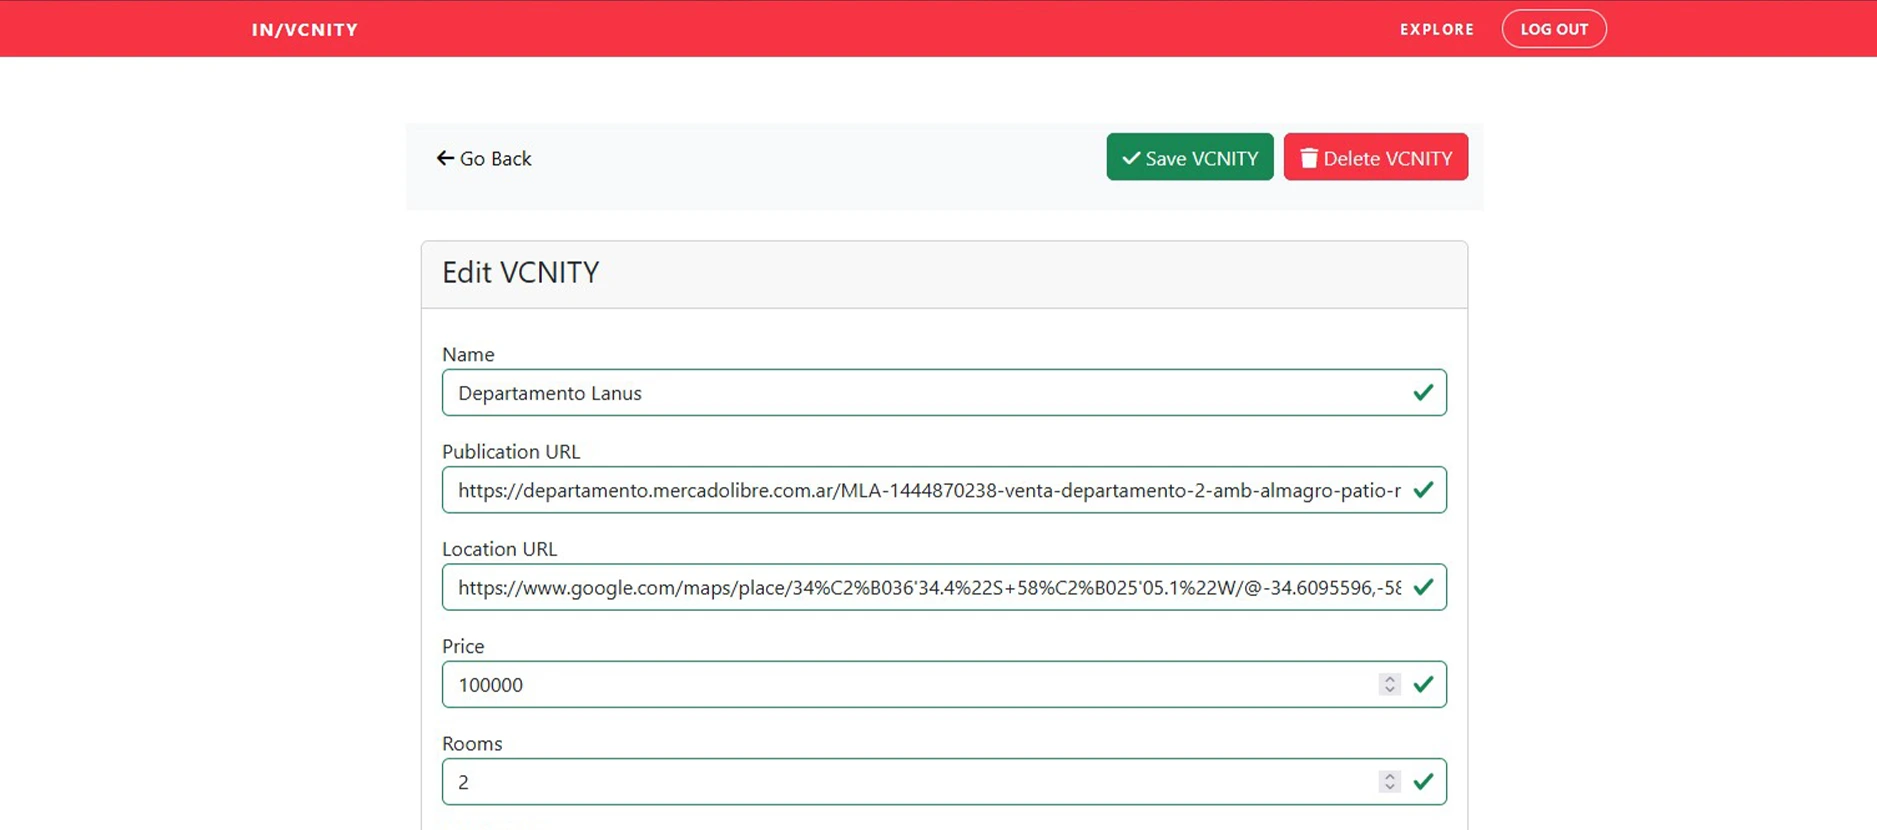 IN/VCNITY EXPLORE LOG OUT
Go Back Save VCNITY Delete VCNITY
Edit VCNITY
Name
Departamento Lanus
Publication URL
https://departamento.mercadolibre.com.ar/MLA-1444870238-venta-departamento-2-amb-almagro-patio-r
Location URL
https://www.google.com/maps/place/34%C2%B036'34.4%22S+58%C2%B025'05.1%22W/@-34.6095596,-58
Price
100000
Rooms
2